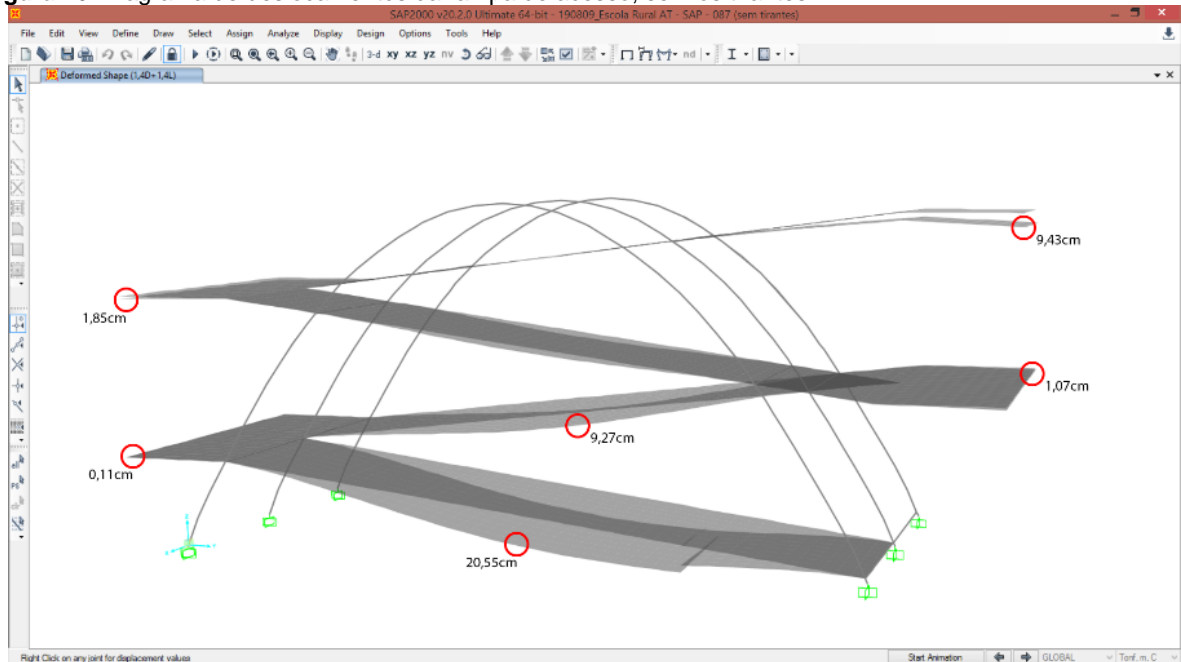 SAP2000 v20.2.0 Ultimate 64-bit - 190809_Escola Rural AT - SAP - 087 (sem tirantes)
File Edit View Define Draw Select Assign Analyze Display Design Options Tools Help
3-d xy xz yz nv nd
Deformed Shape (1,4D+1,4L)
9,43cm
1,85cm
1,07cm
9,27cm
0,11cm
20,55cm
Right Click on any joint for displacement values
Start Animation GLOBAL Tonf, m, C